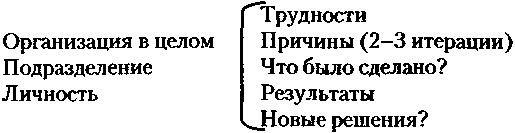 Организация в целом
Подразделение
Личность
Трудности
Причины (2–3 итерации)
Что было сделано?
Результаты
Новые решения?